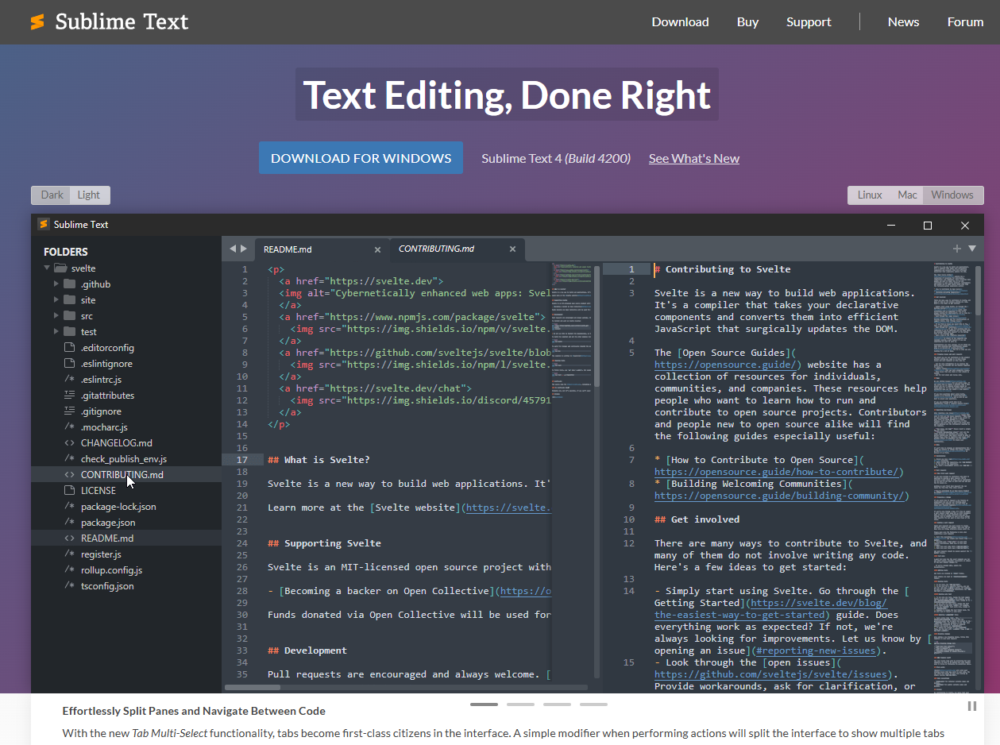 Sublime Text
Download Buy Support News Forum
Text Editing, Done Right
DOWNLOAD FOR WINDOWS
Sublime Text 4 (Build 4200)
See What's New
Dark Light
Linux Mac Windows
Sublime Text
FOLDERS
svelte
.github
site
src
test
.editorconfig
.eslintignore
/* .eslintrc.js
.gitattributes
.gitignore
/* .mocharc.js
<> CHANGELOG.md
/* check_publish_env.js
<> CONTRIBUTING.md
LICENSE
/* package-lock.json
/* package.json
<> README.md
/* register.js
/* rollup.config.js
/* tsconfig.json
README.md
CONTRIBUTING.md
1 <p>
2 <a href="https://svelte.dev">
3 <img alt="Cybernetically enhanced web apps: Svel
4 </a>
5 <a href="https://www.npmjs.com/package/svelte">
6 <img src="https://img.shields.io/npm/v/svelte.
7 </a>
8 <a href="https://github.com/sveltejs/svelte/blob
9 <img src="https://img.shields.io/npm/l/svelte.
10 </a>
11 <a href="https://svelte.dev/chat">
12 <img src="https://img.shields.io/discord/45791
13 </a>
14 </p>
15
16
17 ## What is Svelte?
18
19 Svelte is a new way to build web applications. It'
20
21 Learn more at the [Svelte website](https://svelte.
22
23
24 ## Supporting Svelte
25
26 Svelte is an MIT-licensed open source project with
27
28 - [Becoming a backer on Open Collective](https://o
29
30 Funds donated via Open Collective will be used for
31
32
33 ## Development
34
35 Pull requests are encouraged and always welcome. [
1 # Contributing to Svelte
2
3 Svelte is a new way to build web applications.
It's a compiler that takes your declarative
components and converts them into efficient
JavaScript that surgically updates the DOM.
4
5 The [Open Source Guides](
https://opensource.guide/) website has a
collection of resources for individuals,
communities, and companies. These resources help
people who want to learn how to run and
contribute to open source projects. Contributors
and people new to open source alike will find
the following guides especially useful:
6
7 * [How to Contribute to Open Source](
https://opensource.guide/how-to-contribute/)
8 * [Building Welcoming Communities](
https://opensource.guide/building-community/)
9
10 ## Get involved
11
12 There are many ways to contribute to Svelte, and
many of them do not involve writing any code.
Here's a few ideas to get started:
13
14 - Simply start using Svelte. Go through the [
Getting Started](https://svelte.dev/blog/
the-easiest-way-to-get-started) guide. Does
everything work as expected? If not, we're
always looking for improvements. Let us know by [
opening an issue](#reporting-new-issues).
15 - Look through the [open issues](
https://github.com/sveltejs/svelte/issues).
Provide workarounds, ask for clarification, or
Effortlessly Split Panes and Navigate Between Code
With the new Tab Multi-Select functionality, tabs become first-class citizens in the interface. A simple modifier when performing actions will split the interface to show multiple tabs